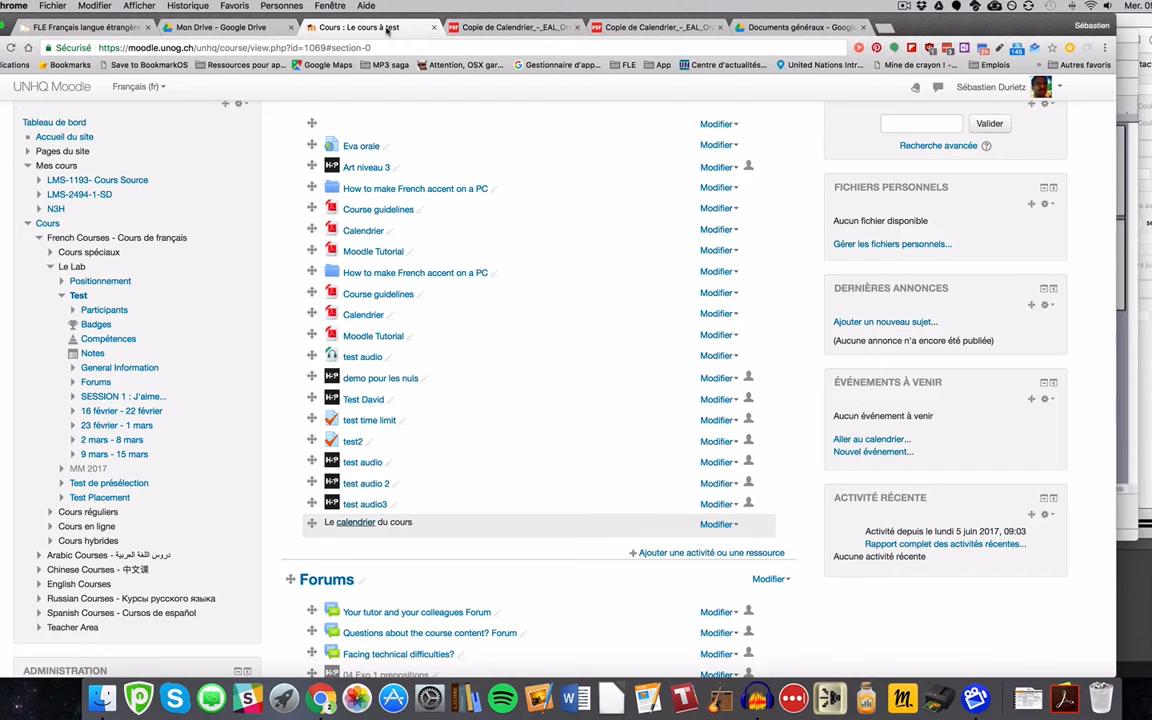 Chrome Fichier Modifier Afficher Historique Favoris Personnes Fenêtre Aide Mer. 0
FLE Français langue étrangère Mon Drive - Google Drive Cours : Le cours à test Copie de Calendrier_-_EAL_Or Copie de Calendrier_-_EAL_Or Documents généraux - Google Sébastien
Sécurisé https://moodle.unog.ch/unhq/course/view.php?id=1069#section-0
Bookmarks Save to BookmarkOS Ressources pour ap... Google Maps MP3 saga Attention, OSX gar... Gestionnaire d'app... FLE App Centre d'actualités... United Nations Intr... Mine de crayon ! -... Emplois Autres favoris
UNHQ Moodle Français (fr) Sébastien Durietz
Tableau de bord
Accueil du site
Pages du site
Mes cours
LMS-1193- Cours Source
LMS-2494-1-SD
N3H
Cours
French Courses - Cours de français
Cours spéciaux
Le Lab
Positionnement
Test
Participants
Badges
Compétences
Notes
General Information
Forums
SESSION 1 : J'aime...
16 février - 22 février
23 février - 1 mars
2 mars - 8 mars
9 mars - 15 mars
MM 2017
Test de présélection
Test Placement
Cours réguliers
Cours en ligne
Cours hybrides
Arabic Courses - دروس اللغة العربية
Chinese Courses - 中文课
English Courses
Russian Courses - Курсы русского языка
Spanish Courses - Cursos de español
Teacher Area
ADMINISTRATION
Modifier
Eva orale Modifier
Art niveau 3 Modifier
How to make French accent on a PC Modifier
Course guidelines Modifier
Calendrier Modifier
Moodle Tutorial Modifier
How to make French accent on a PC Modifier
Course guidelines Modifier
Calendrier Modifier
Moodle Tutorial Modifier
test audio Modifier
demo pour les nuls Modifier
Test David Modifier
test time limit Modifier
test2 Modifier
test audio Modifier
test audio 2 Modifier
test audio3 Modifier
Le calendrier du cours Modifier
Ajouter une activité ou une ressource
Forums Modifier
Your tutor and your colleagues Forum Modifier
Questions about the course content? Forum Modifier
Facing technical difficulties? Modifier
04 Exo 1 prepositions
Valider
Recherche avancée
FICHIERS PERSONNELS
Aucun fichier disponible
Gérer les fichiers personnels...
DERNIÈRES ANNONCES
Ajouter un nouveau sujet...
(Aucune annonce n'a encore été publiée)
ÉVÉNEMENTS À VENIR
Aucun événement à venir
Aller au calendrier...
Nouvel événement...
ACTIVITÉ RÉCENTE
Activité depuis le lundi 5 juin 2017, 09:03
Rapport complet des activités récentes...
Aucune activité récente